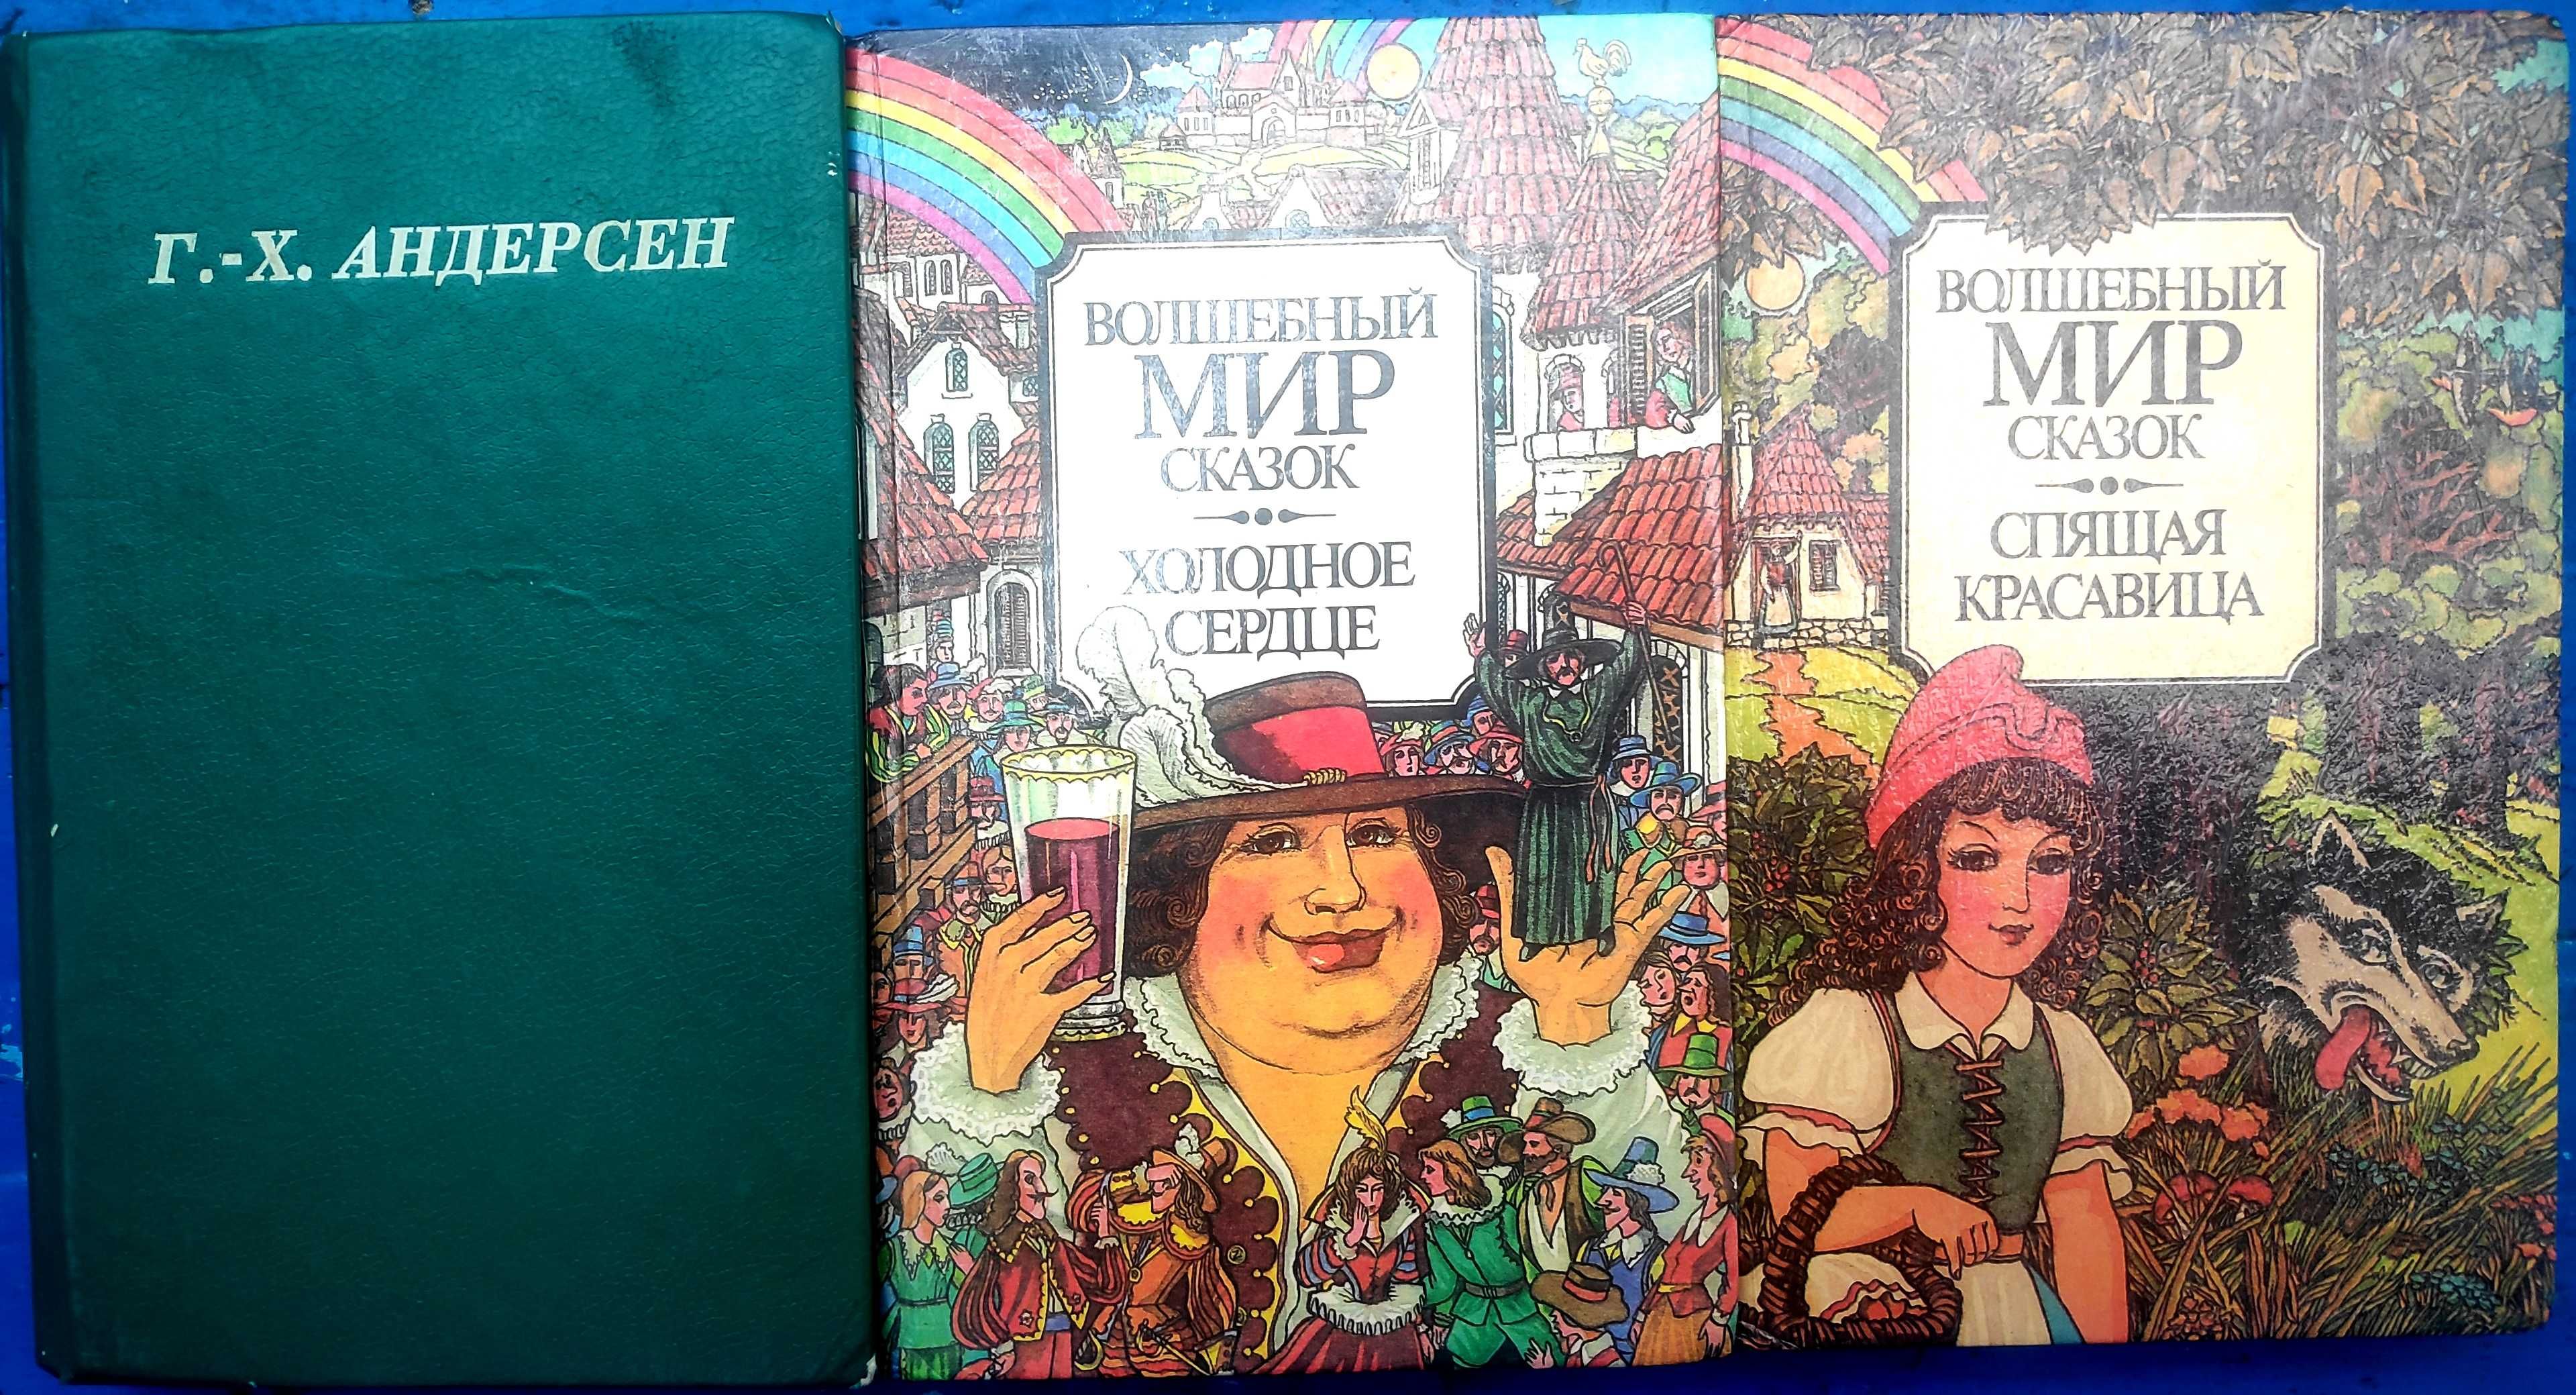 Г.-Х. АНДЕРСЕН
ВОЛШЕБНЫЙ
МИР
СКАЗОК
ХОЛОДНОЕ
СЕРДЦЕ
ВОЛШЕБНЫЙ
МИР
СКАЗОК
СПЯЩАЯ
КРАСАВИЦА